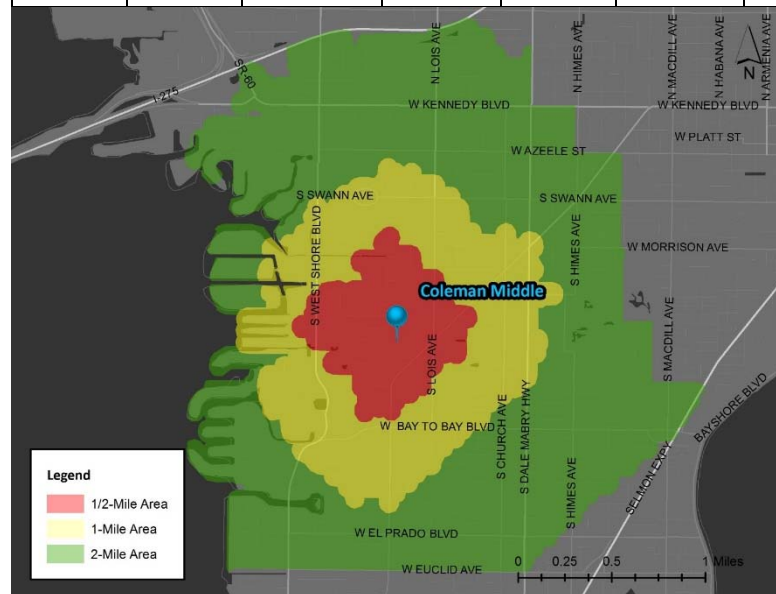 N LOIS AVE
N HIMES AVE
N MACDILL AVE
N HABANA AVE
N ARMENIA AVE
SR-60
I-275
N
W KENNEDY BLVD
W KENNEDY BLVD
W PLATT ST
W AZEELE ST
S SWANN AVE
S SWANN AVE
S WEST SHORE BLVD
S HIMES AVE
W MORRISON AVE
Coleman Middle
S LOIS AVE
S MACDILL AVE
BAYSHORE BLVD
W BAY TO BAY BLVD
S CHURCH AVE
S DALE MABRY HWY
S HIMES AVE
SELMON EXPY
Legend
1/2-Mile Area
1-Mile Area
2-Mile Area
W EL PRADO BLVD
W EUCLID AVE
0 0.25 0.5 1 Miles